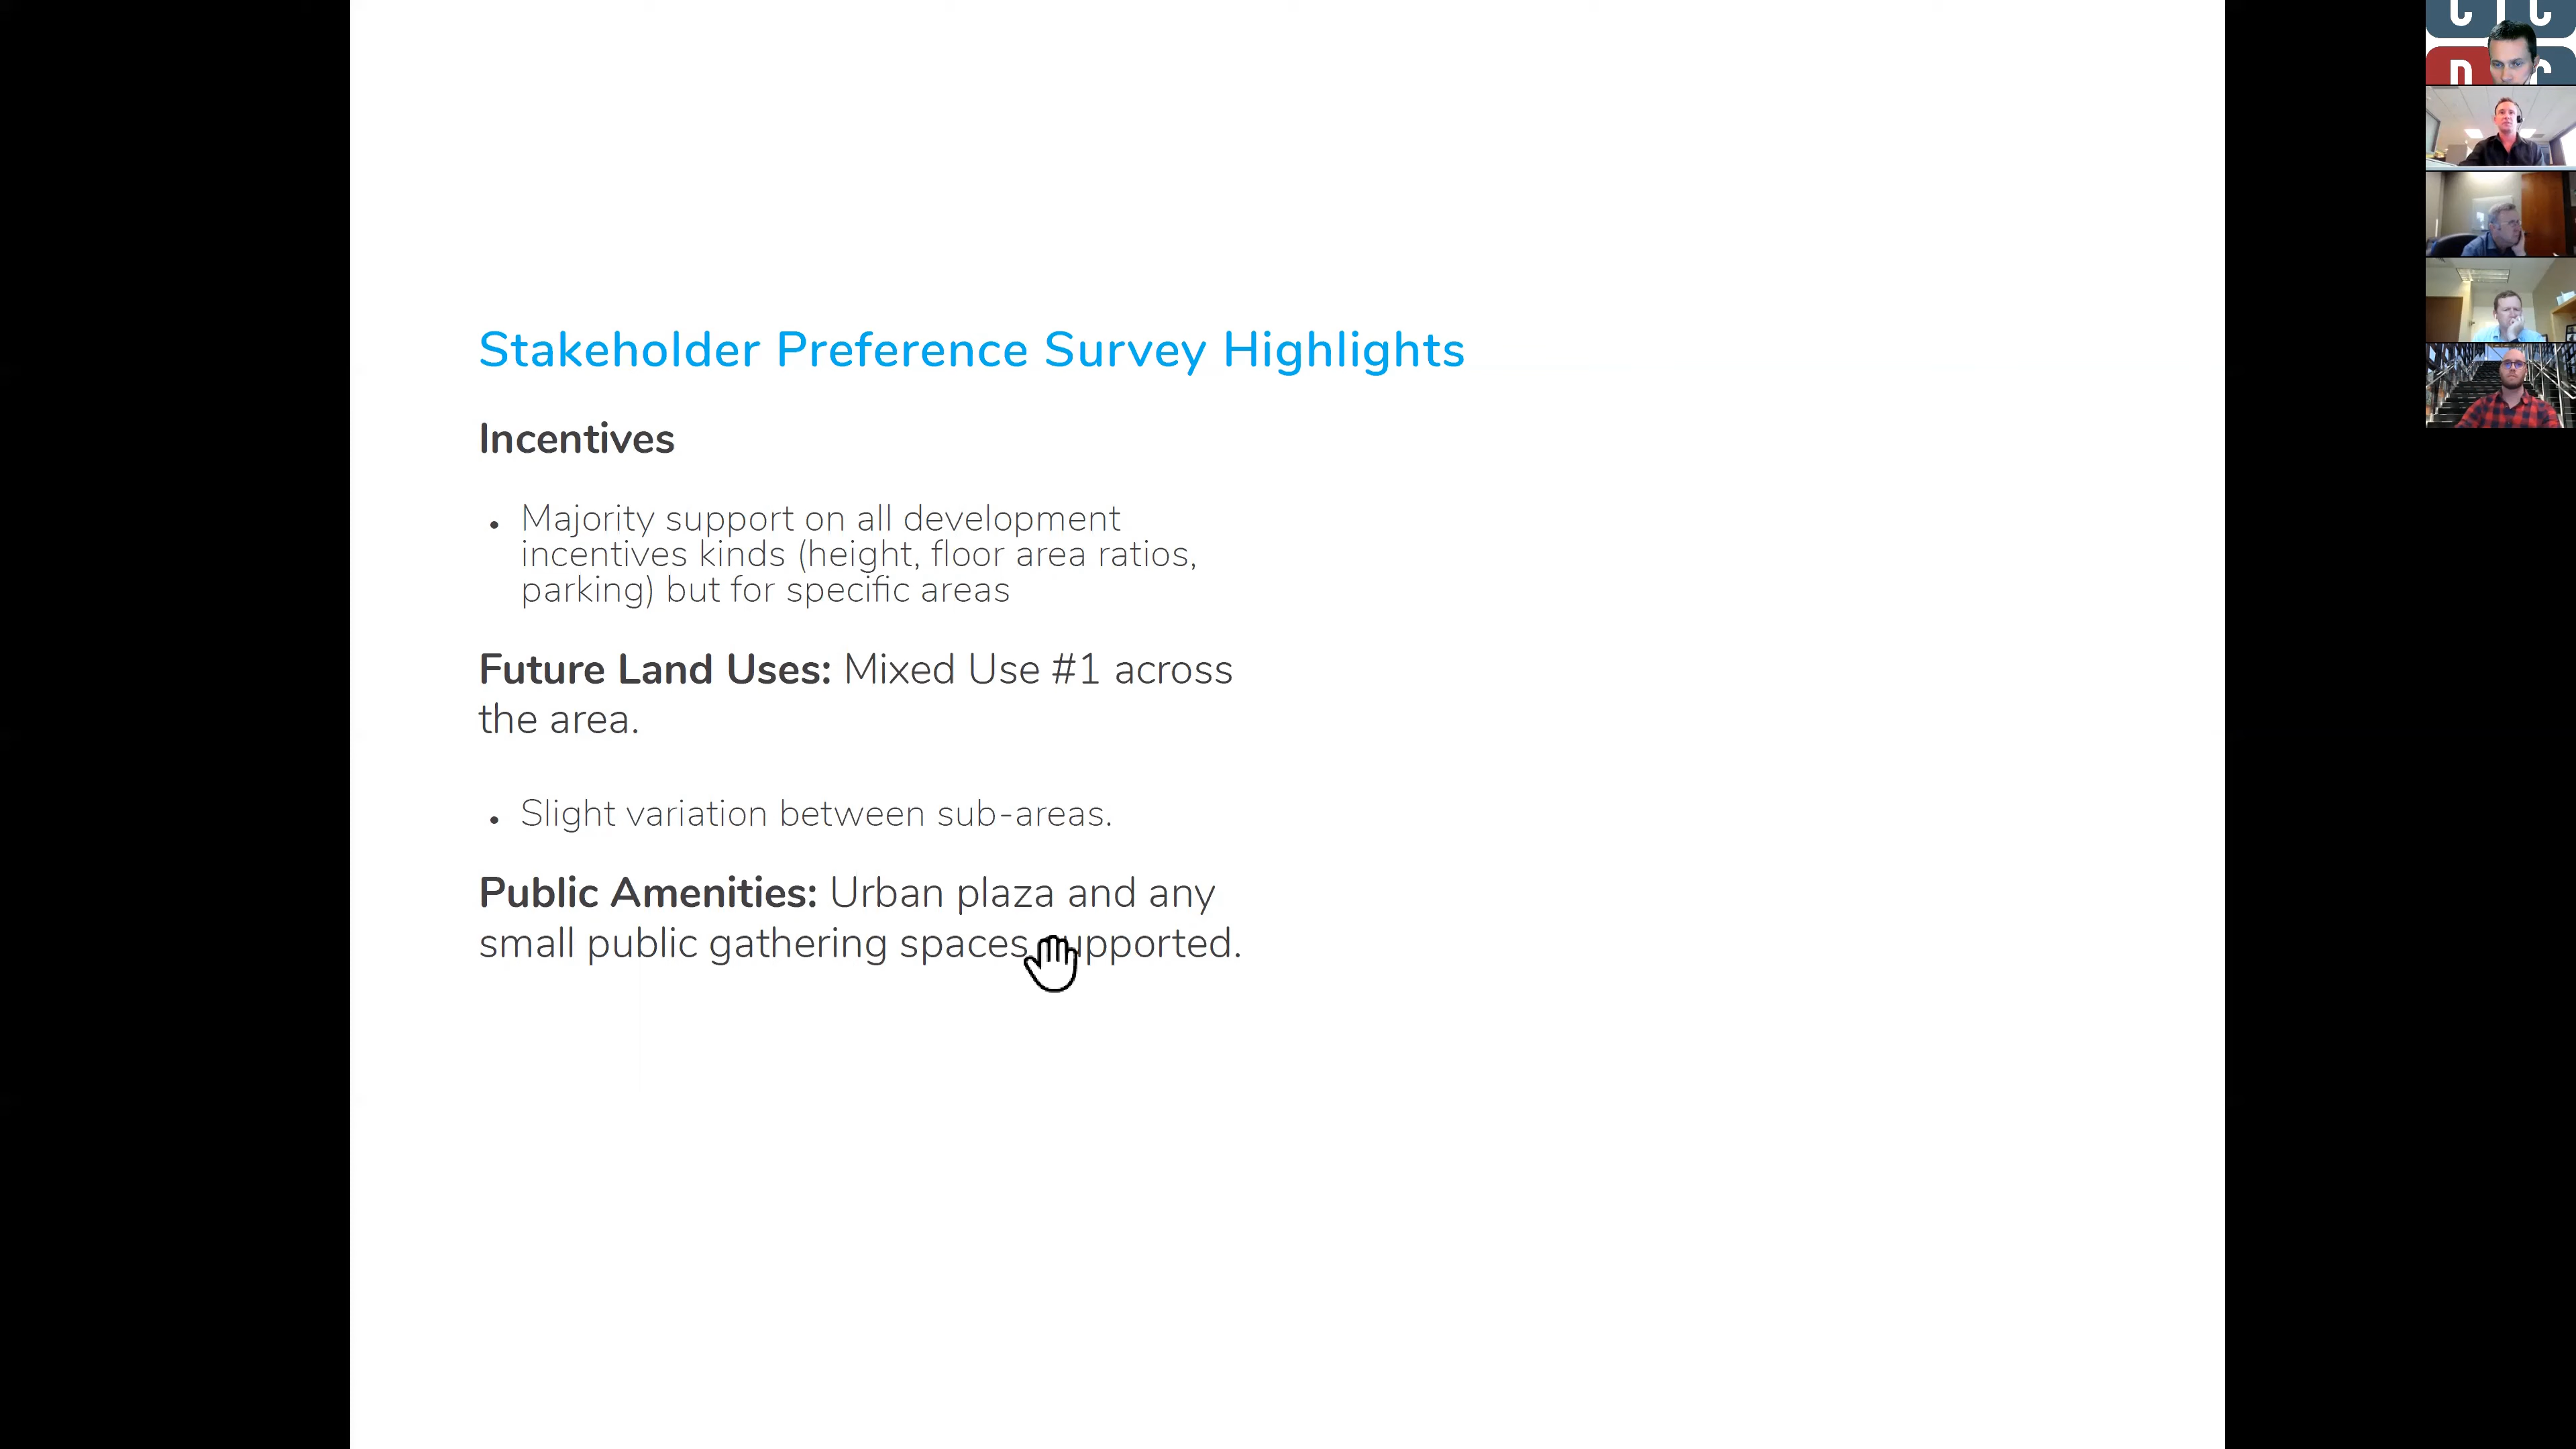 Stakeholder Preference Survey Highlights
Incentives
• Majority support on all development
incentives kinds (height, floor area ratios,
parking) but for specific areas
Future Land Uses: Mixed Use #1 across
the area.
• Slight variation between sub-areas.
Public Amenities: Urban plaza and any
small public gathering spaces supported.